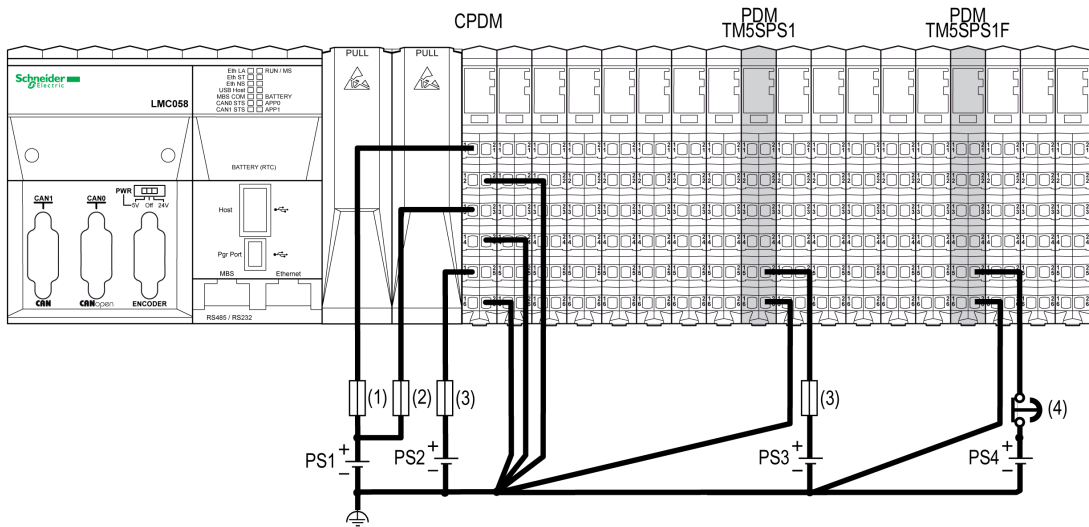 CPDM
PDM
TM5SPS1
PDM
TM5SPS1F
Schneider
Electric
LMC058
Eth LA RUN / MS
Eth ST
Eth NS
USB Host
MBS COM BATTERY
CAN0 STS APP0
CAN1 STS APP1
PULL
PULL
BATTERY (RTC)
CAN1
CAN0
PWR
5V Off 24V
Host
Pgr Port
MBS Ethernet
CAN
CANopen
ENCODER
RS485 / RS232
(1)
(2)
(3)
(3)
(4)
PS1
+
–
PS2
+
–
PS3
+
–
PS4
+
–